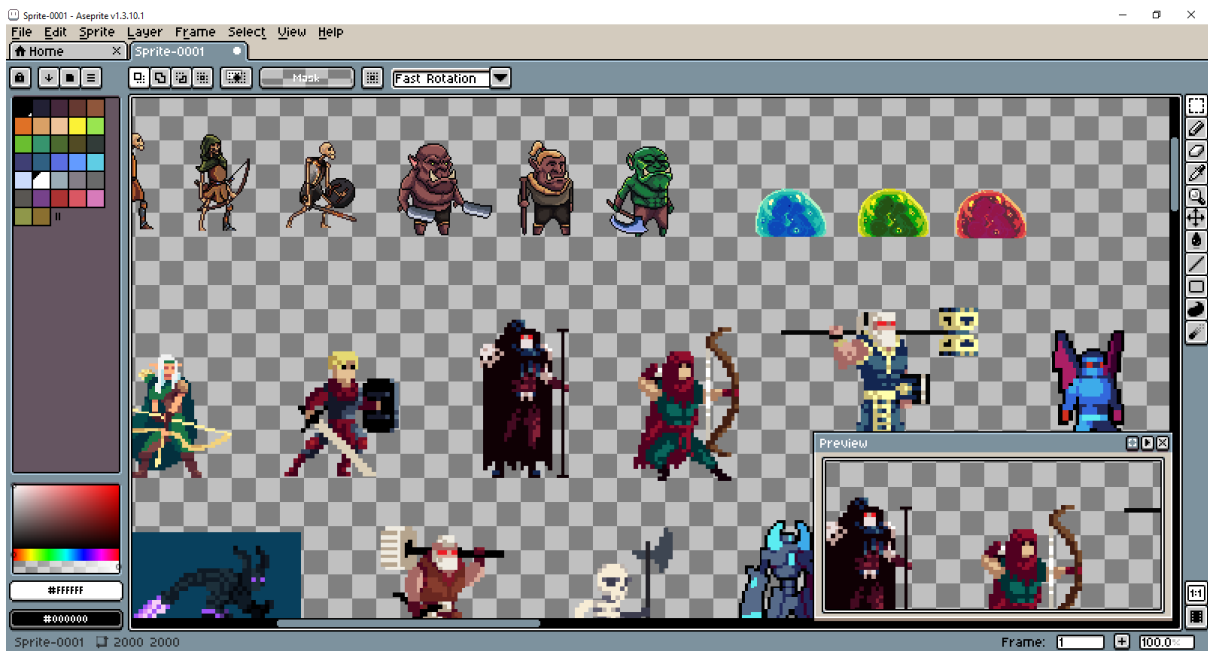 Sprite-0001 - Aseprite v1.3.10.1
File Edit Sprite Layer Frame Select View Help
Home
Sprite-0001
Mask
Fast Rotation
Preview
#FFFFFF
#000000
1:1
Sprite-0001 2000 2000
Frame: 1 100.0%